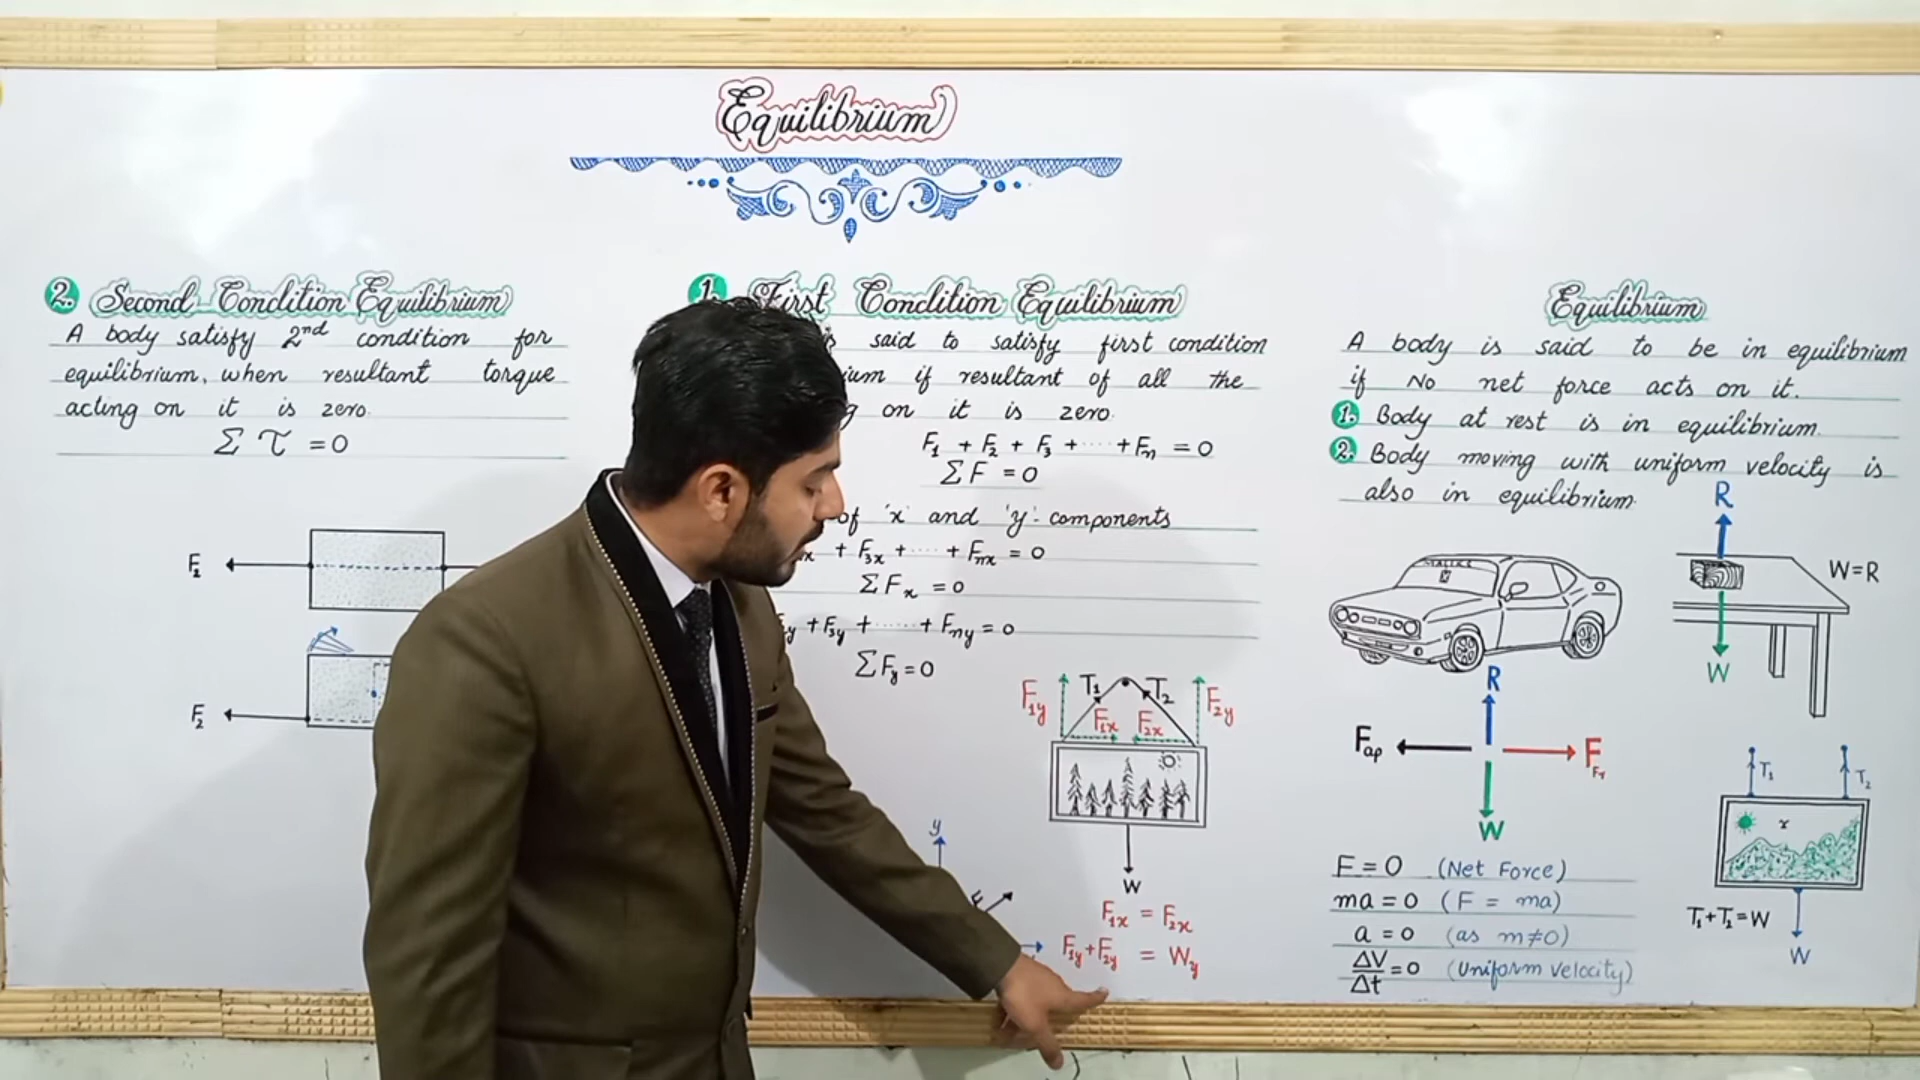 Equilibrium
2. Second Condition Equilibrium
A body satisfy 2nd condition for
equilibrium, when resultant torque
acting on it is zero.
Σ τ = 0
F1
F2
1. First Condition Equilibrium
said to satisfy first condition
if resultant of all the
on it is zero.
F1 + F2 + F3 + ···· + Fn = 0
ΣF = 0
of 'x' and 'y' components
+ F3x + ···· + Fnx = 0
ΣFx = 0
+ F3y + ····· + Fny = 0
ΣFy = 0
F1y T1 T2 F2y
F1x F2x
W
y
F
F1x = F2x
F1y + F2y = Wy
Equilibrium
A body is said to be in equilibrium
if No net force acts on it.
1. Body at rest is in equilibrium.
2. Body moving with uniform velocity is
also in equilibrium.
R
W=R
W
R
Fap
FFr
W
T1 T2
F = 0 (Net Force)
ma = 0 (F = ma)
a = 0 (as m≠0)
ΔV/Δt = 0 (Uniform velocity)
T1+T2=W
W